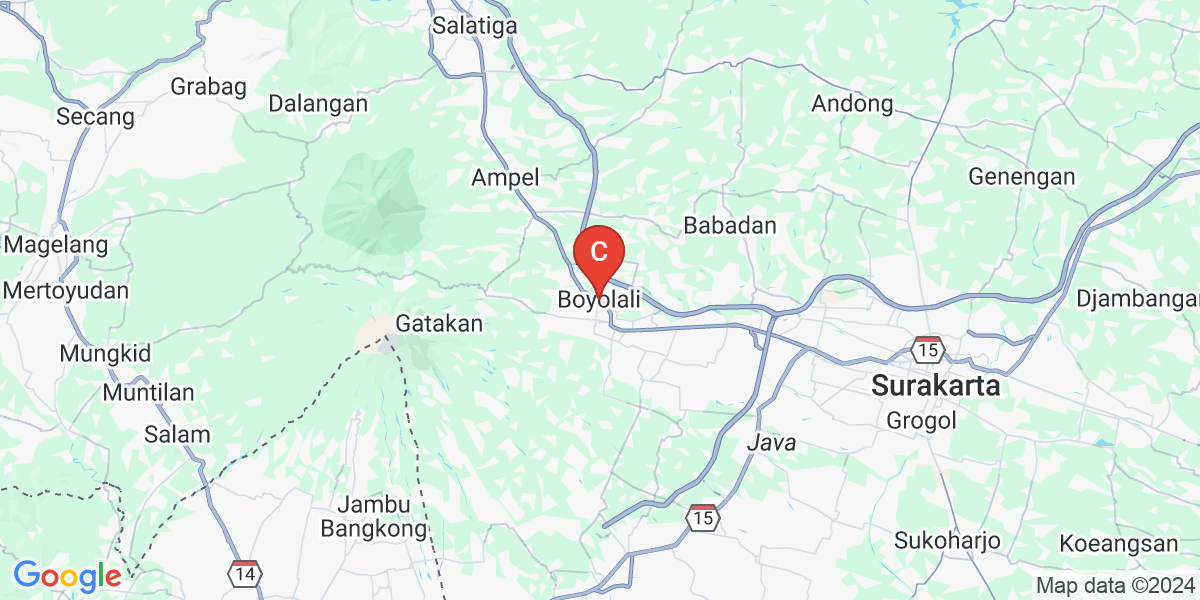 Salatiga
Grabag
Dalangan
Andong
Secang
Ampel
Genengan
Babadan
Magelang
C
Mertoyudan
Boyolali
Djambangan
Gatakan
Mungkid
15
Muntilan
Surakarta
Salam
Grogol
Java
Jambu
Bangkong
15
Sukoharjo
Koeangsan
14
Google
Map data ©2024